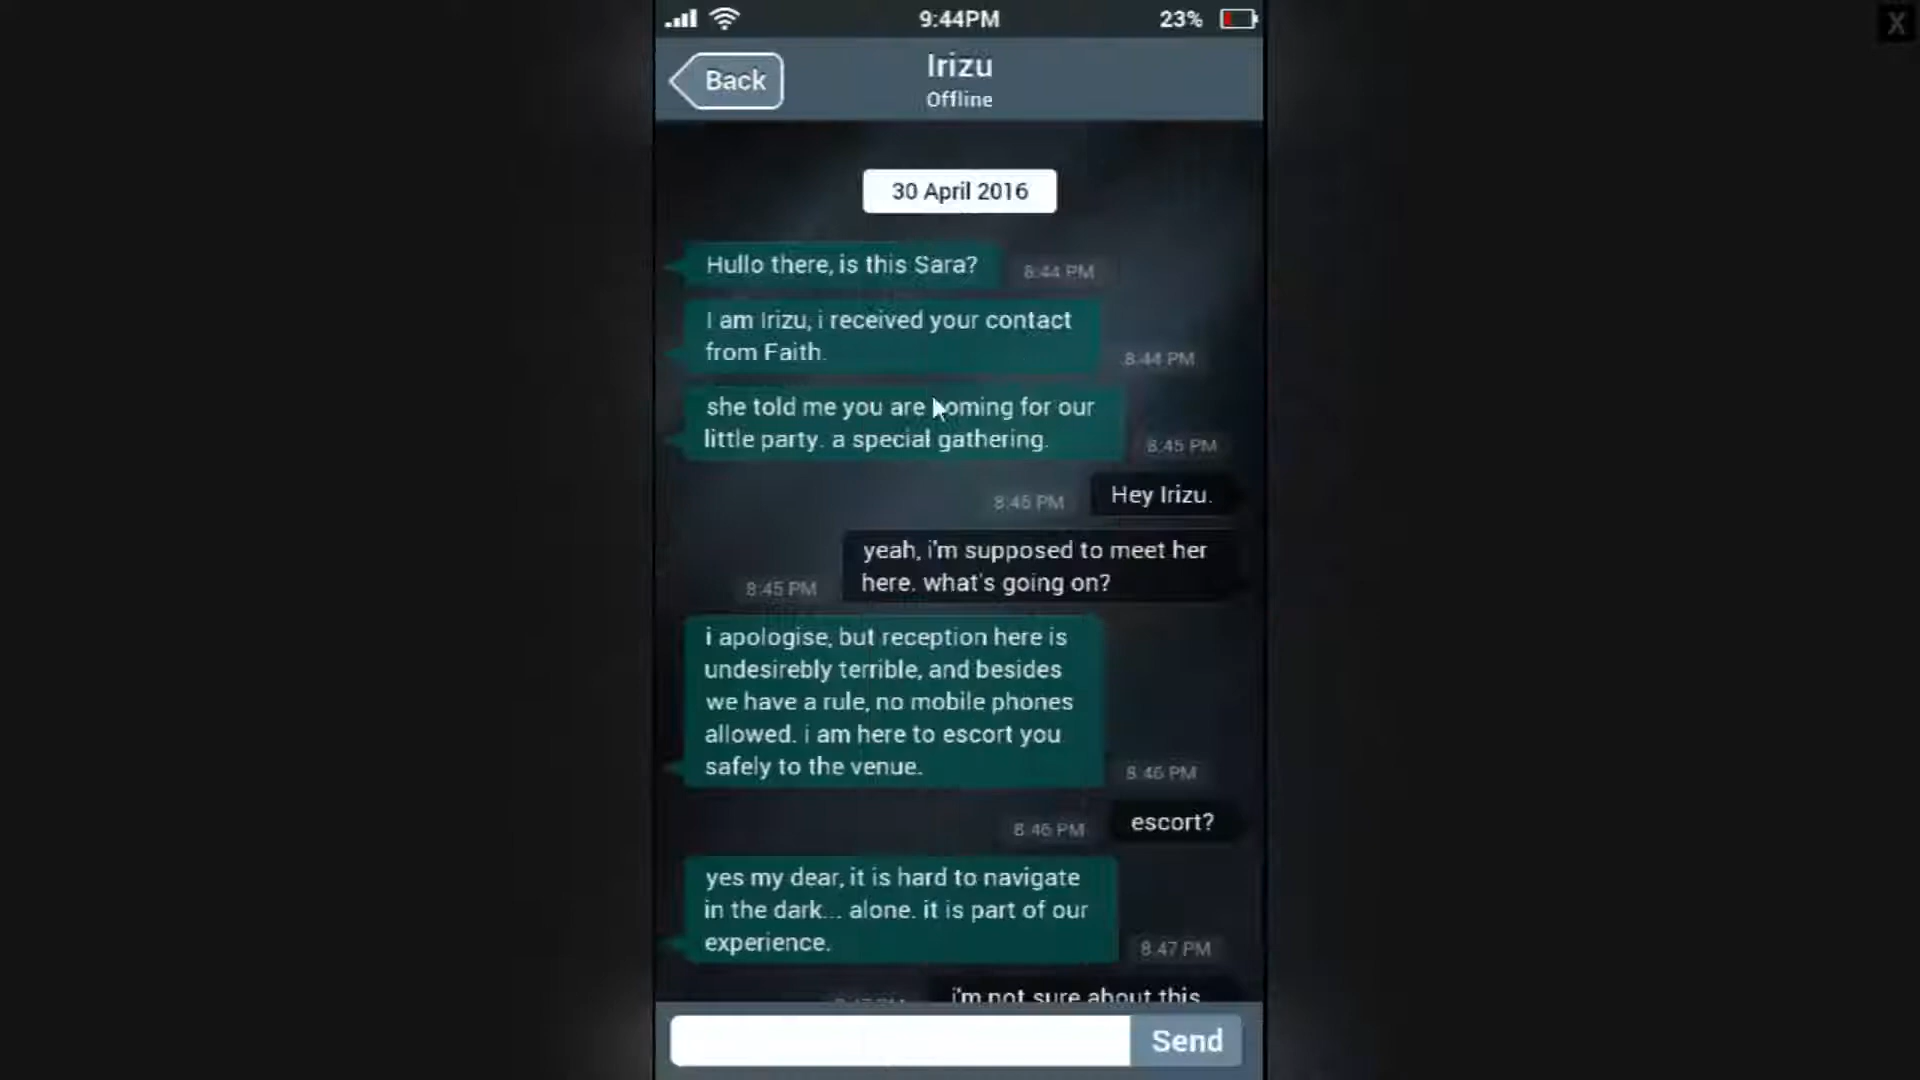 9:44PM
23%
X
Back
Irizu
Offline
30 April 2016
Hullo there, is this Sara?
8:44 PM
I am Irizu, i received your contact
from Faith.
8:44 PM
she told me you are coming for our
little party. a special gathering.
8:45 PM
Hey Irizu.
8:45 PM
yeah, i'm supposed to meet her
here. what's going on?
8:45 PM
i apologise, but reception here is
undesirebly terrible, and besides
we have a rule, no mobile phones
allowed. i am here to escort you
safely to the venue.
8:46 PM
escort?
8:46 PM
yes my dear, it is hard to navigate
in the dark... alone. it is part of our
experience.
8:47 PM
i'm not sure about this
Send